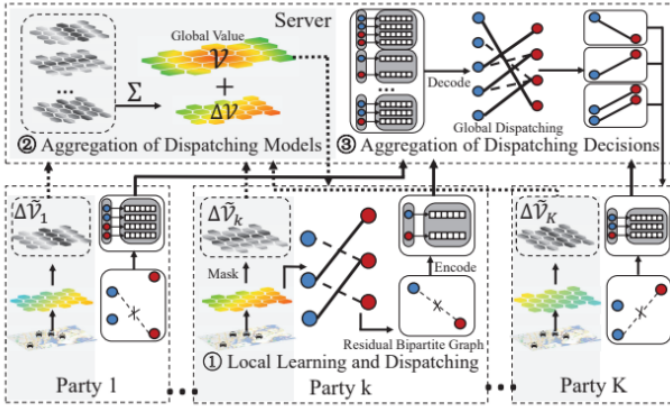 Server
Global Value
𝒱
+
Δ𝒱
...
Σ
② Aggregation of Dispatching Models
...
Decode
Global Dispatching
③ Aggregation of Dispatching Decisions
Δ𝒱̃₁
Party 1
Δ𝒱̃ₖ
Mask
Encode
Residual Bipartite Graph
① Local Learning and Dispatching
Party k
Δ𝒱̃_K
Party K